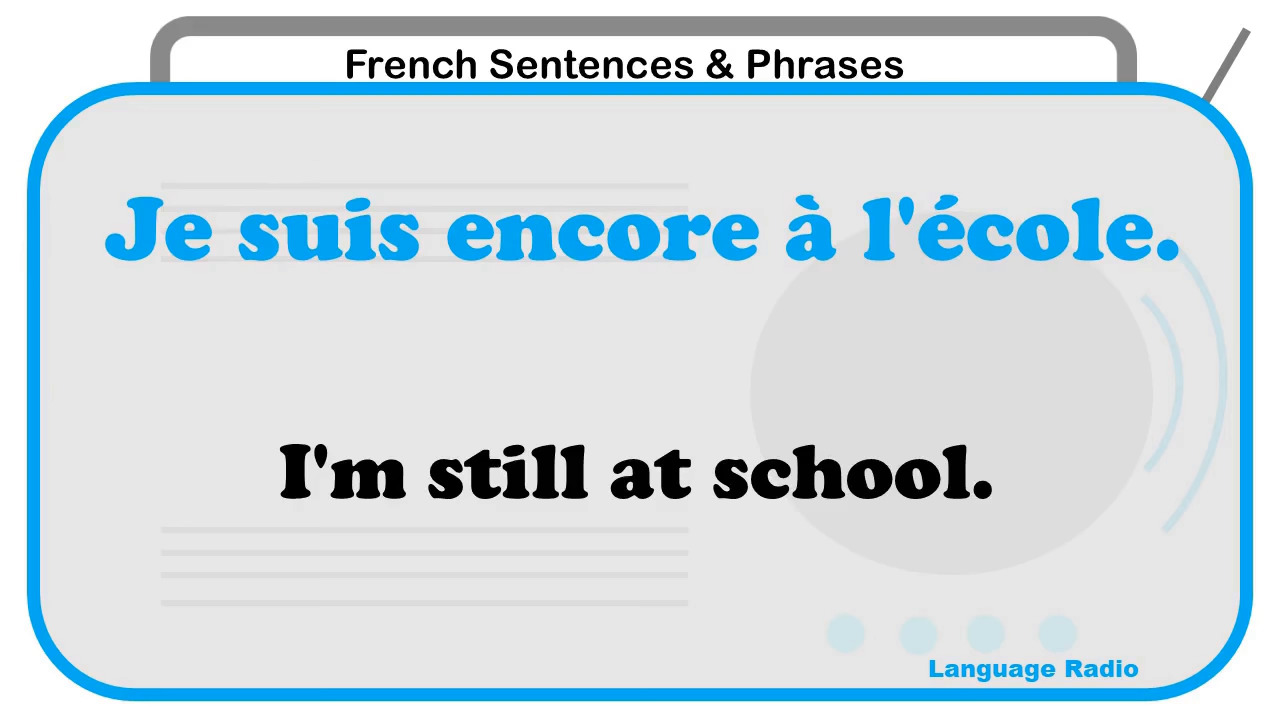 French Sentences & Phrases
Je suis encore à l'école.
I'm still at school.
Language Radio